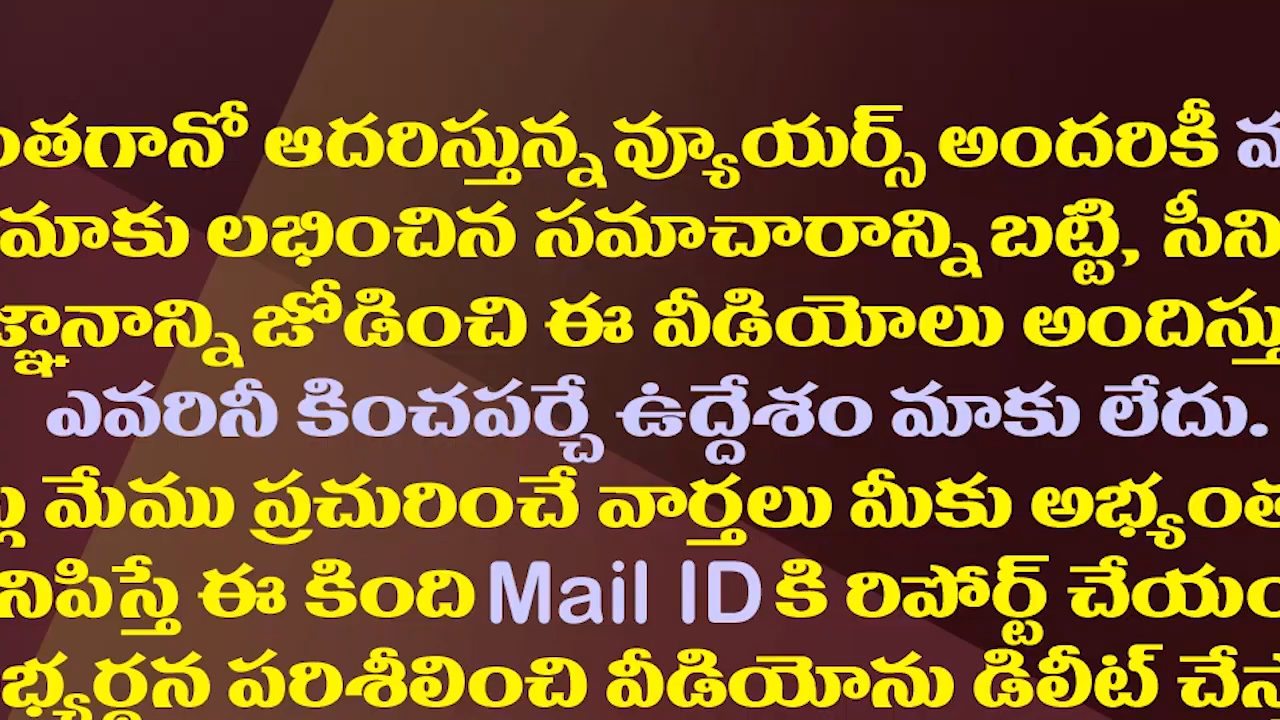 ఆదరిస్తున్న వ్యూయర్స్ అందరికీ
మాకు లభించిన సమాచారాన్ని బట్టి,
జోడించి ఈ వీడియోలు
ఎవరినీ కించపర్చే ఉద్దేశం మాకు లేదు.
మేము ప్రచురించే వార్తలు మీకు
ఈ కింది Mail ID కి రిపోర్ట్
పరిశీలించి వీడియోను డిలీట్